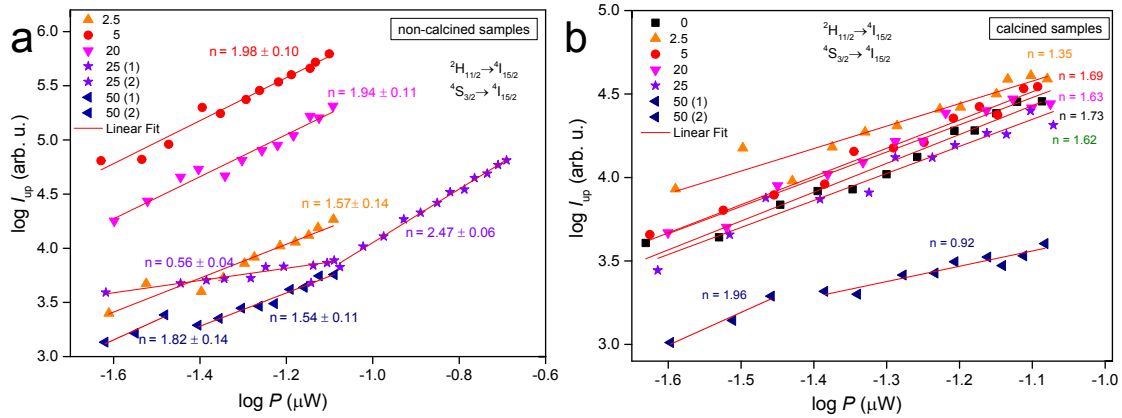 a
2.5
5
20
25 (1)
25 (2)
50 (1)
50 (2)
Linear Fit
non-calcined samples
²H₁₁/₂→⁴I₁₅/₂
⁴S₃/₂→⁴I₁₅/₂
n = 1.98 ± 0.10
n = 1.94 ± 0.11
n = 1.57± 0.14
n = 2.47 ± 0.06
n = 0.56 ± 0.04
n = 1.54 ± 0.11
n = 1.82 ± 0.14
log I_up (arb. u.)
6.0
5.5
5.0
4.5
4.0
3.5
3.0
-1.6 -1.4 -1.2 -1.0 -0.8 -0.6
log P (μW)
b
0
2.5
5
20
25
50 (1)
50 (2)
Linear Fit
calcined samples
²H₁₁/₂→⁴I₁₅/₂
⁴S₃/₂→⁴I₁₅/₂
n = 1.35
n = 1.69
n = 1.63
n = 1.73
n = 1.62
n = 0.92
n = 1.96
log I_up (arb. u.)
5.0
4.5
4.0
3.5
3.0
-1.6 -1.5 -1.4 -1.3 -1.2 -1.1 -1.0
log P (μW)